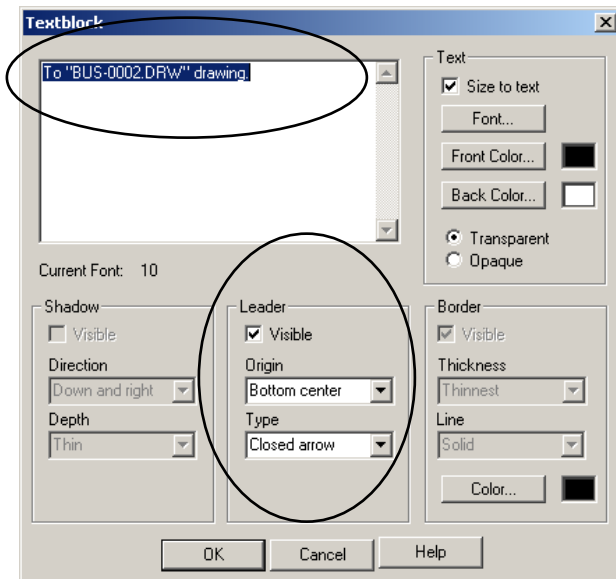 Textblock
To "BUS-0002.DRW" drawing.
Current Font: 10
Text
Size to text
Font...
Front Color...
Back Color...
Transparent
Opaque
Shadow
Visible
Direction
Down and right
Depth
Thin
Leader
Visible
Origin
Bottom center
Type
Closed arrow
Border
Visible
Thickness
Thinnest
Line
Solid
Color...
OK
Cancel
Help